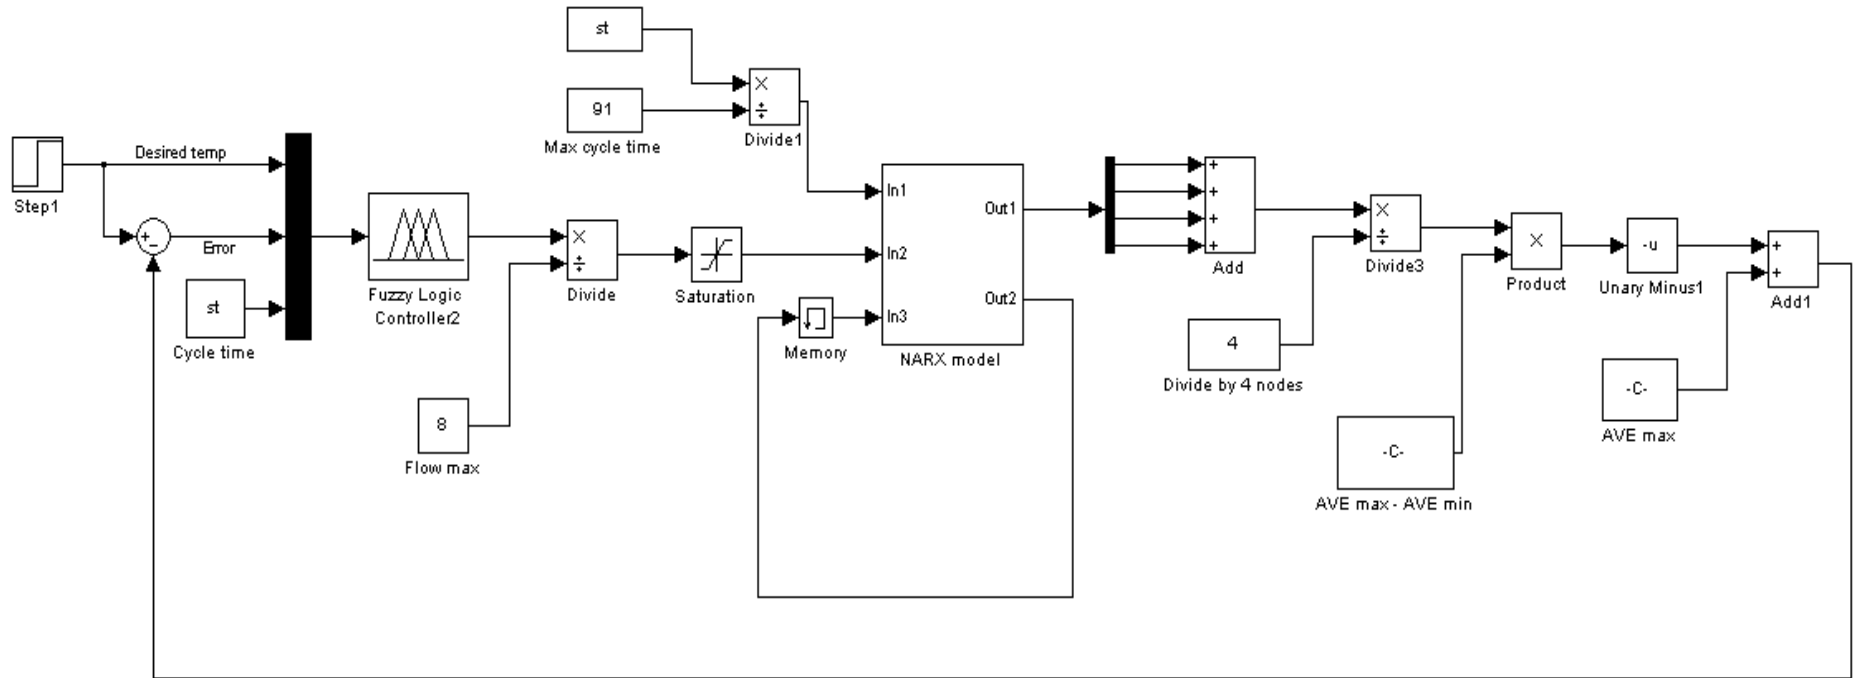 st
91
Max cycle time
×
÷
Divide1
Step1
Desired temp
+
−
Error
st
Cycle time
Fuzzy Logic
Controller2
×
÷
Divide
8
Flow max
Saturation
Memory
In1
In2
In3
Out1
Out2
NARX model
+
+
+
+
Add
×
÷
Divide3
4
Divide by 4 nodes
×
Product
-C-
AVE max - AVE min
-u
Unary Minus1
-C-
AVE max
+
+
Add1